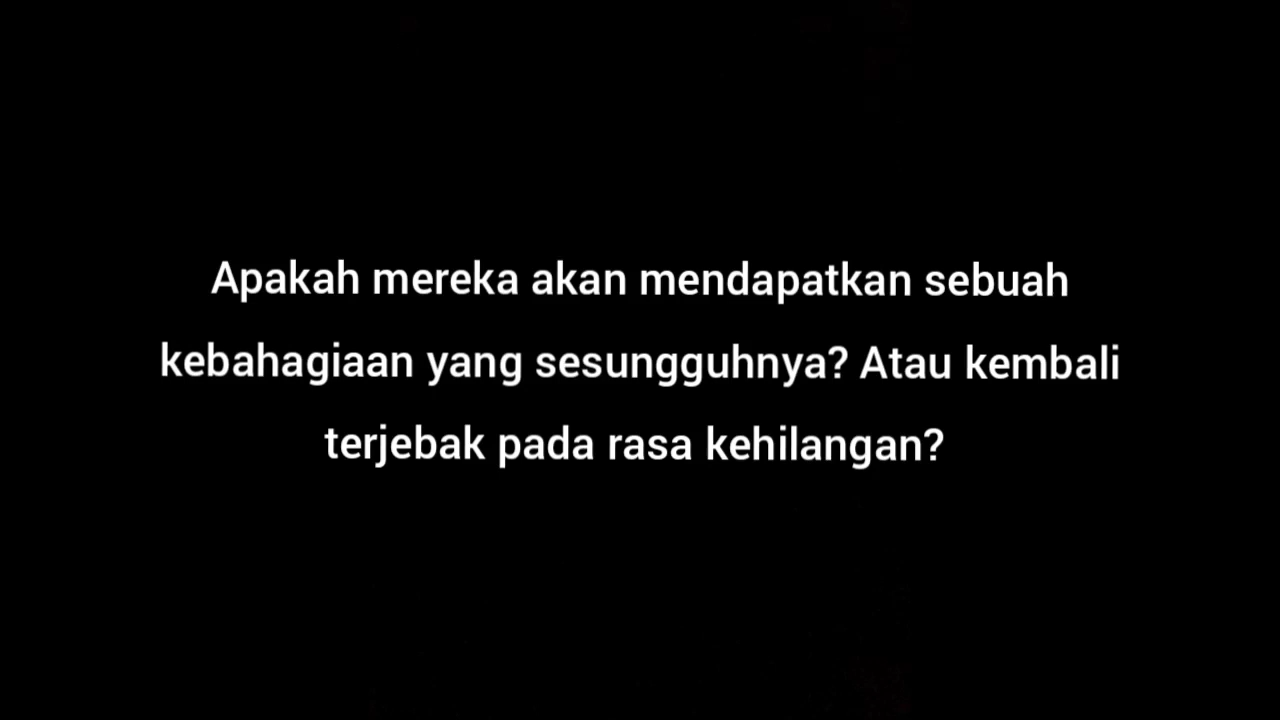 Apakah mereka akan mendapatkan sebuah
kebahagiaan yang sesungguhnya? Atau kembali
terjebak pada rasa kehilangan?